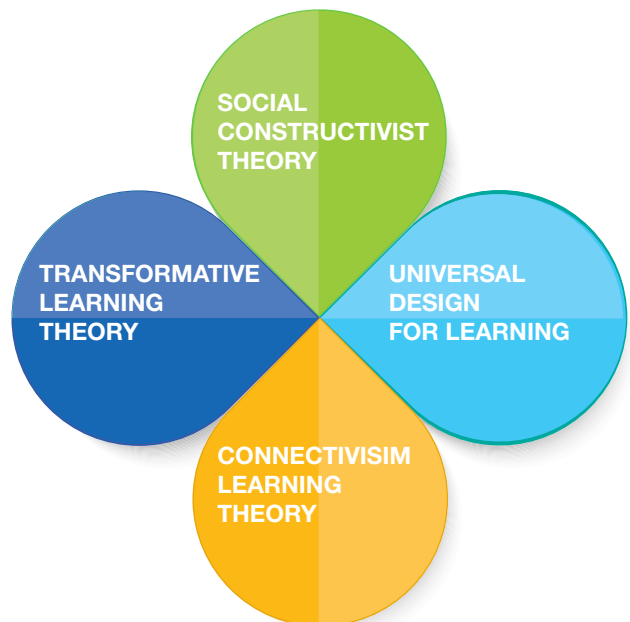 SOCIAL
CONSTRUCTIVIST
THEORY
TRANSFORMATIVE
LEARNING
THEORY
UNIVERSAL
DESIGN
FOR LEARNING
CONNECTIVISIM
LEARNING
THEORY